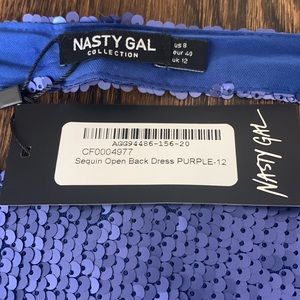 NASTY GAL
COLLECTION
US 8
eur 40
uk 12
AGG94486-156-20
CF0004977
Sequin Open Back Dress PURPLE-12
NASTY GAL